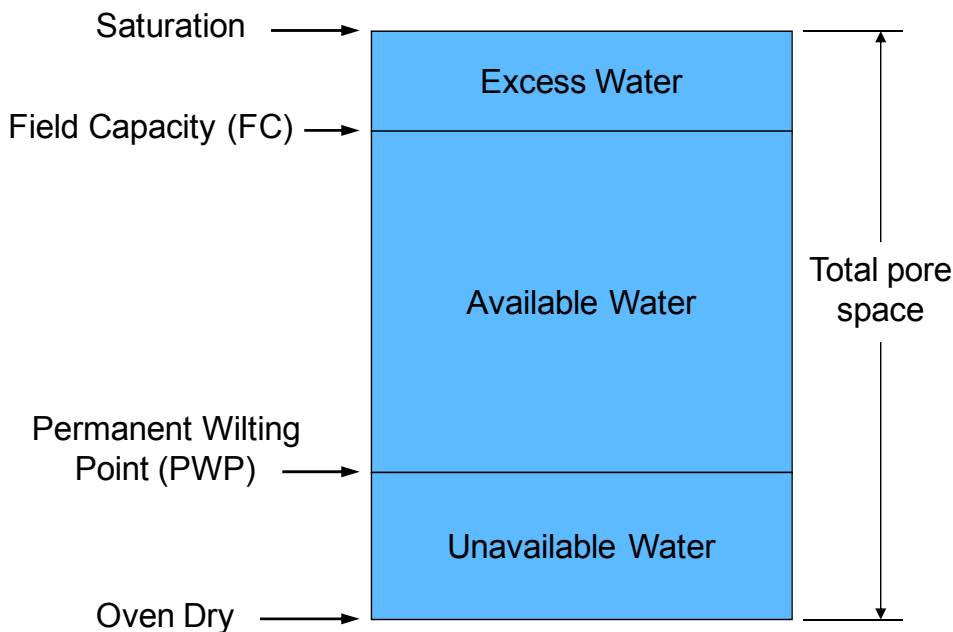 Saturation
Excess Water
Field Capacity (FC)
Available Water
Total pore
space
Permanent Wilting
Point (PWP)
Unavailable Water
Oven Dry